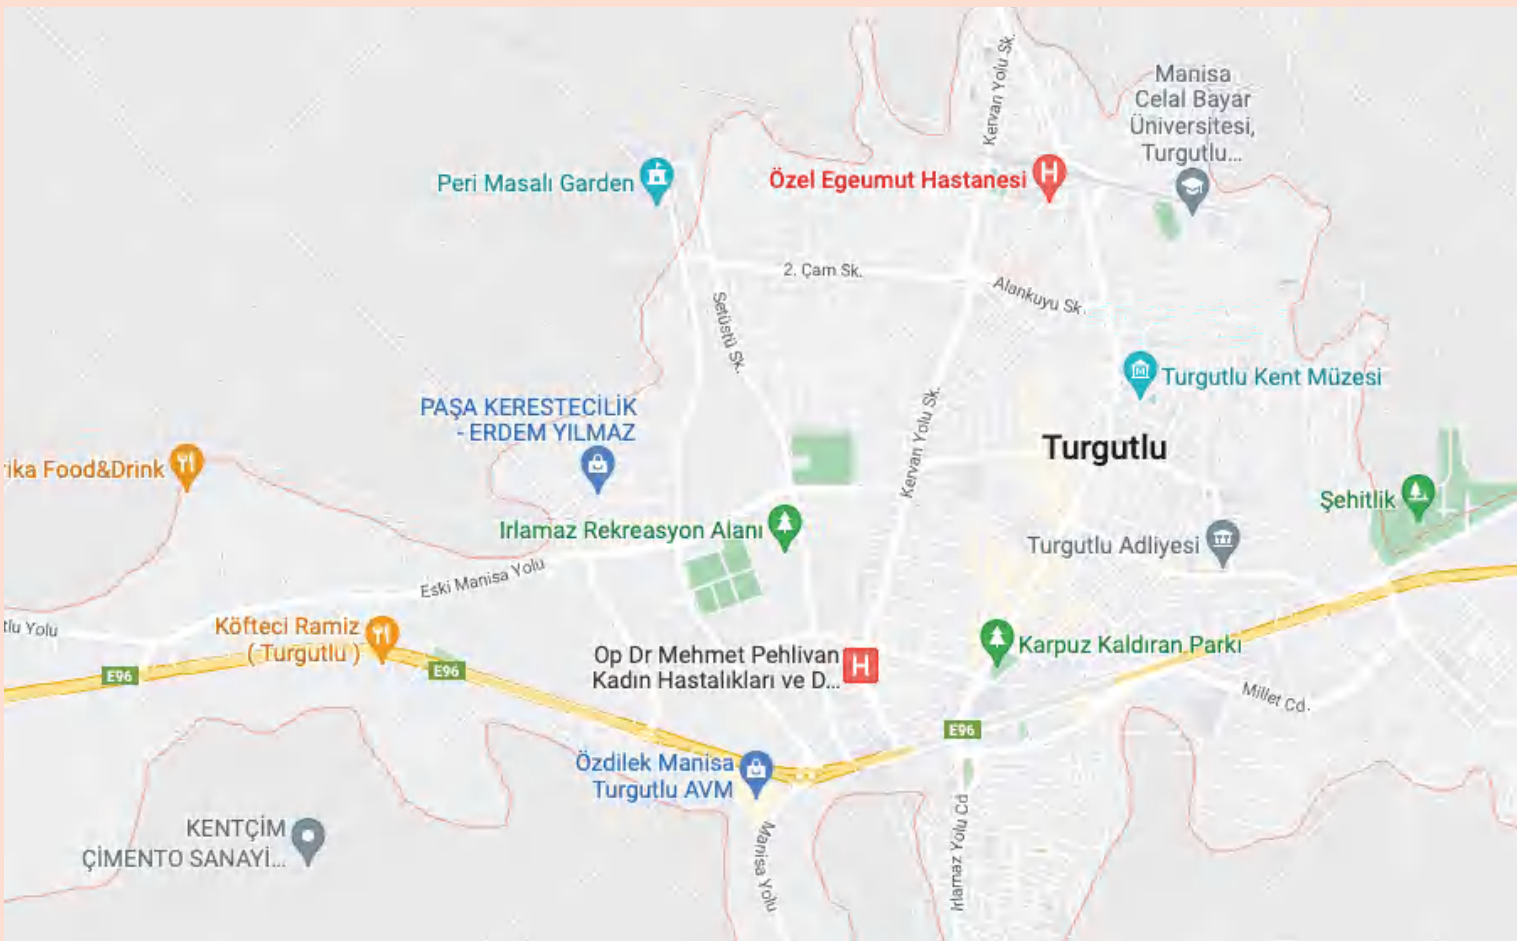 Manisa
Celal Bayar
Üniversitesi,
Turgutlu...
Kervan Yolu Sk.
Peri Masalı Garden
Özel Egeumut Hastanesi
2. Çam Sk.
Alankuyu Sk.
Setüstü Sk.
Turgutlu Kent Müzesi
PAŞA KERESTECİLİK
- ERDEM YILMAZ
Kervan Yolu Sk.
Turgutlu
rika Food&Drink
Şehitlik
Irlamaz Rekreasyon Alanı
Turgutlu Adliyesi
Eski Manisa Yolu
tlu Yolu
Köfteci Ramiz
( Turgutlu )
Op Dr Mehmet Pehlivan
Kadın Hastalıkları ve D...
Karpuz Kaldıran Parkı
E96
E96
Millet Cd.
E96
Özdilek Manisa
Turgutlu AVM
KENTÇİM
ÇİMENTO SANAYİ...
Manisa Yolu
Irlamaz Yolu Cd